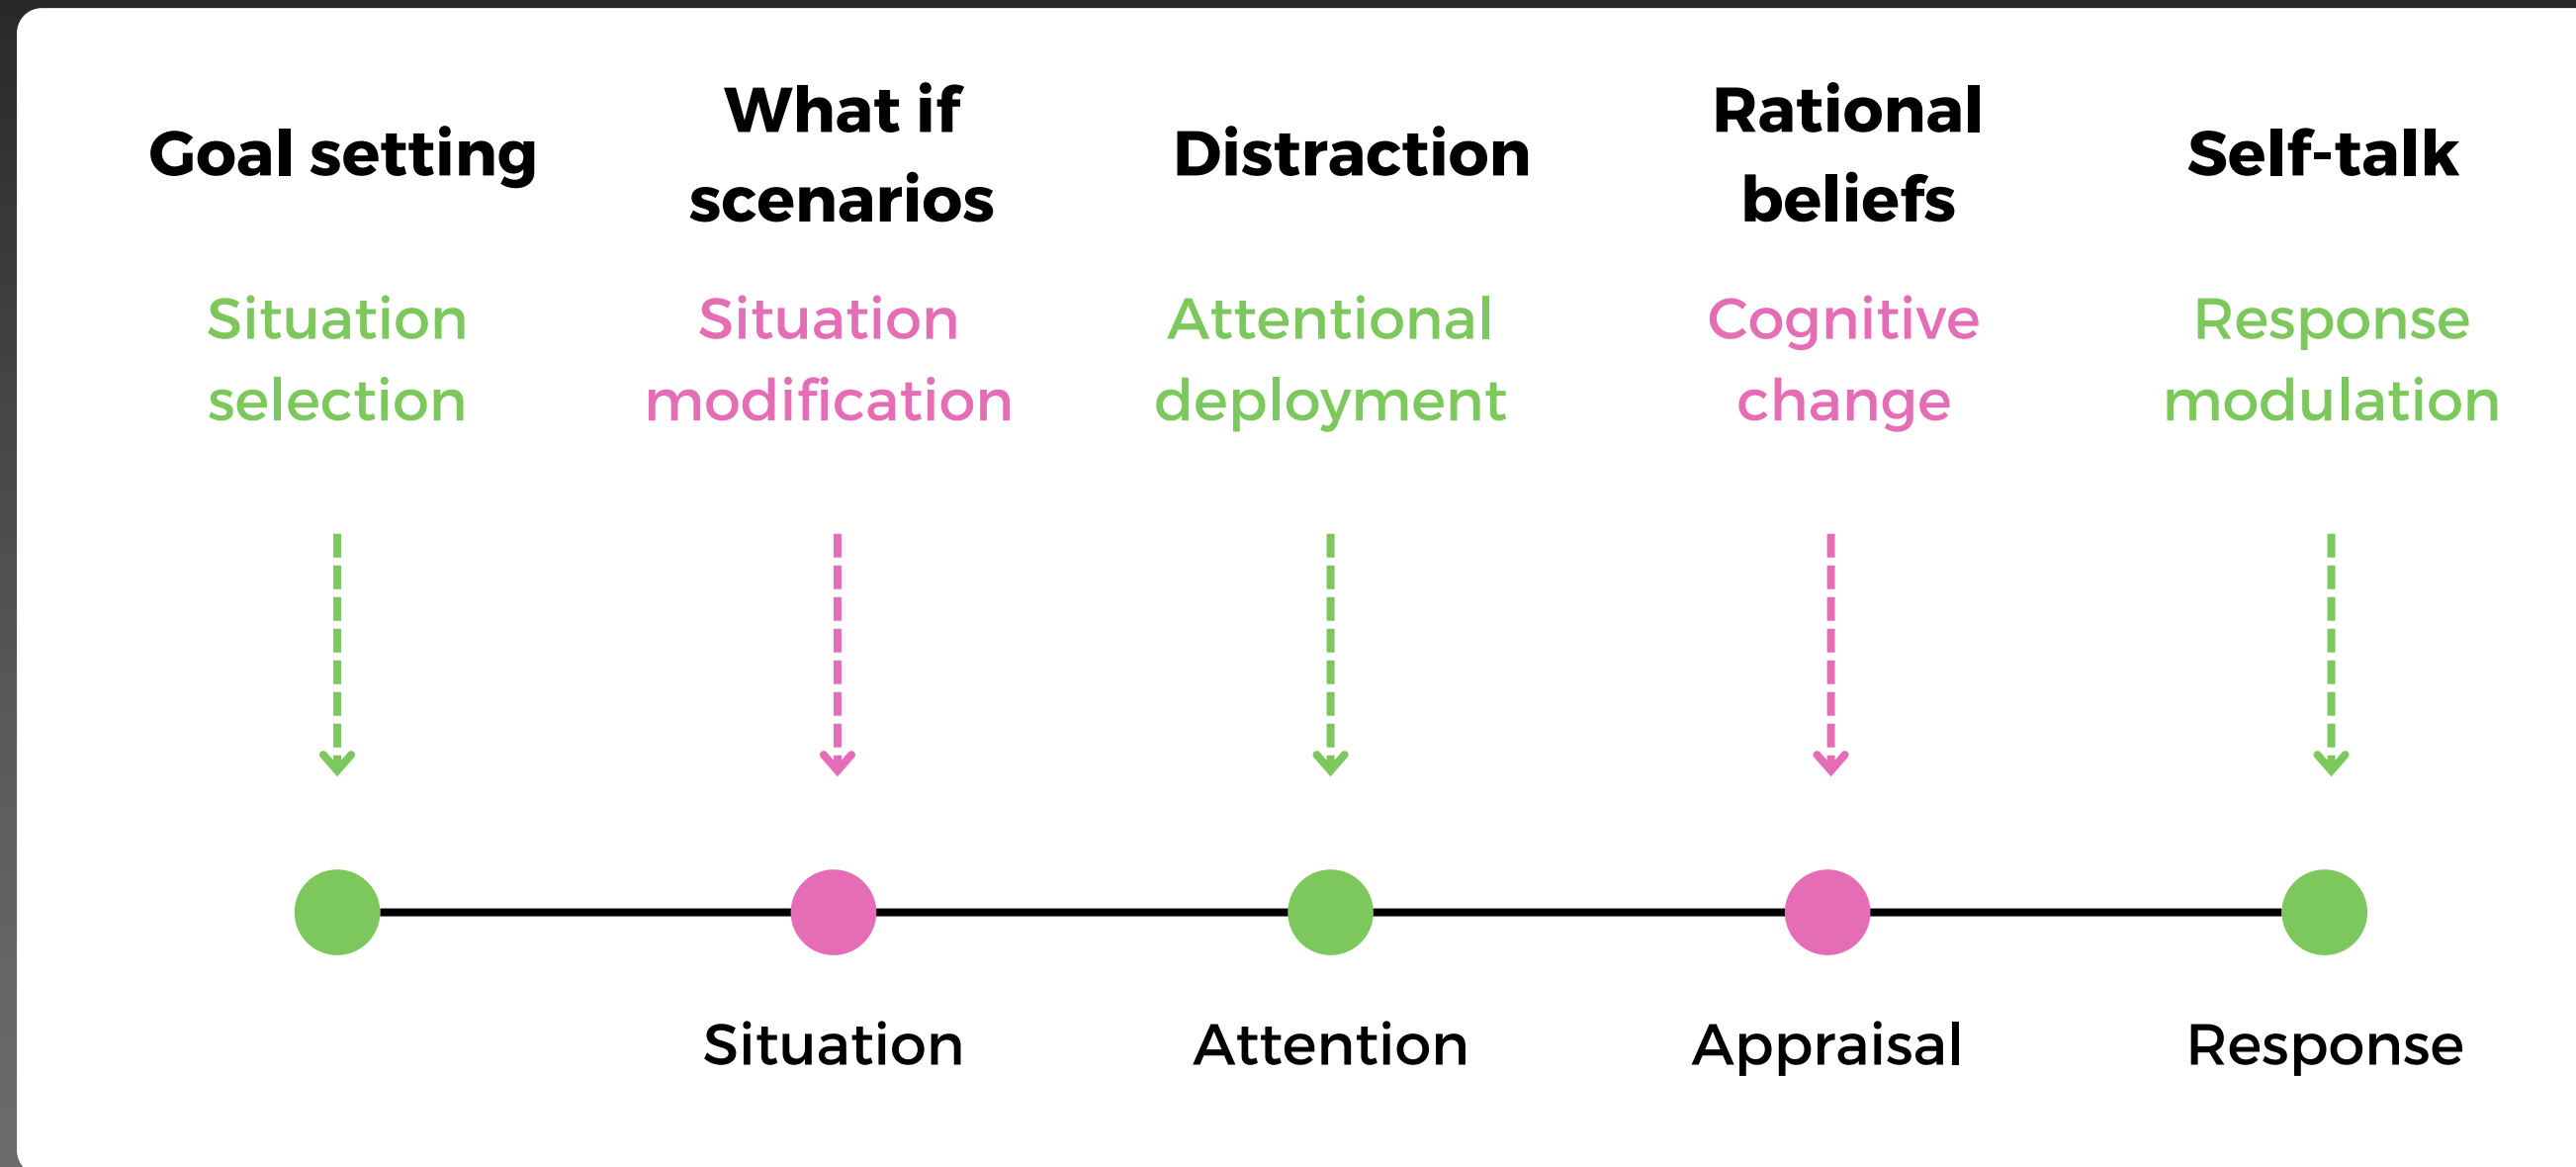 Goal setting
What if
scenarios
Distraction
Rational
beliefs
Self-talk
Situation
selection
Situation
modification
Attentional
deployment
Cognitive
change
Response
modulation
Situation
Attention
Appraisal
Response